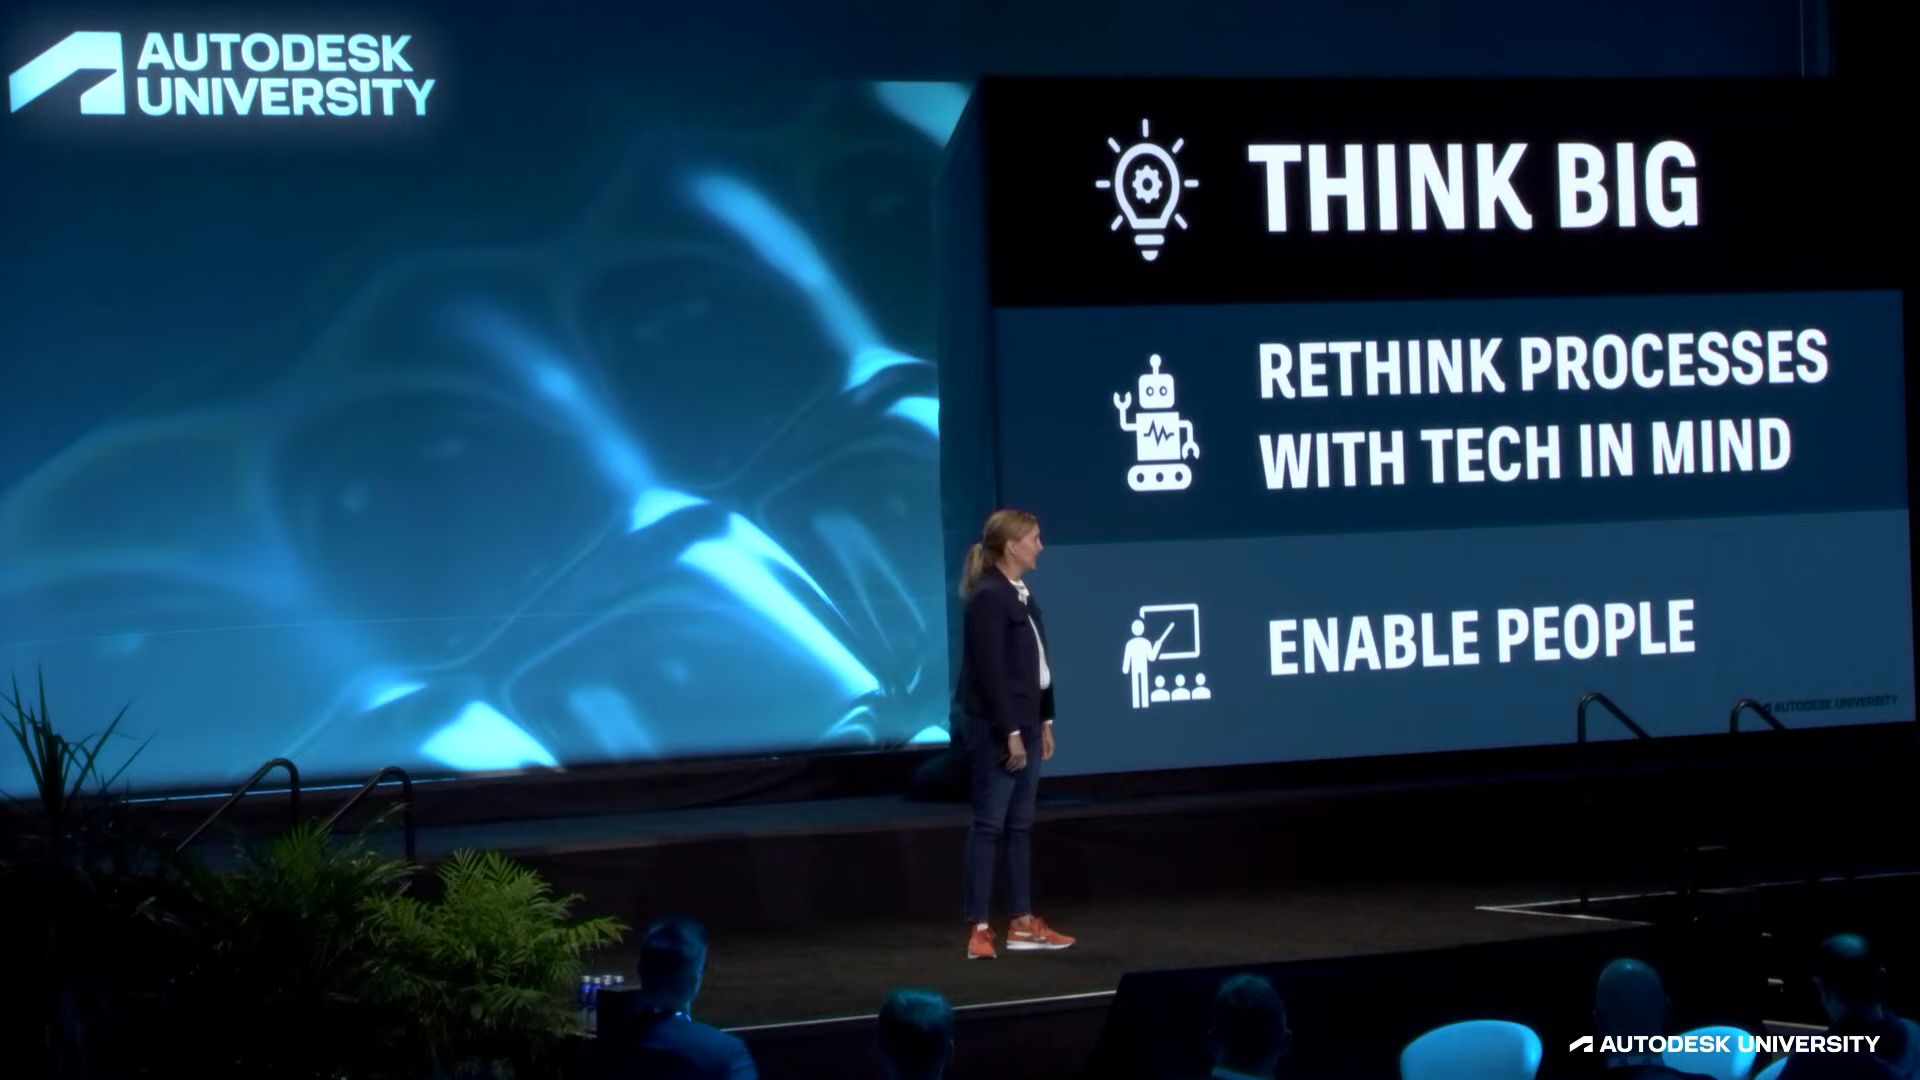 AUTODESK
UNIVERSITY
THINK BIG
RETHINK PROCESSES
WITH TECH IN MIND
ENABLE PEOPLE
AUTODESK UNIVERSITY
AUTODESK UNIVERSITY